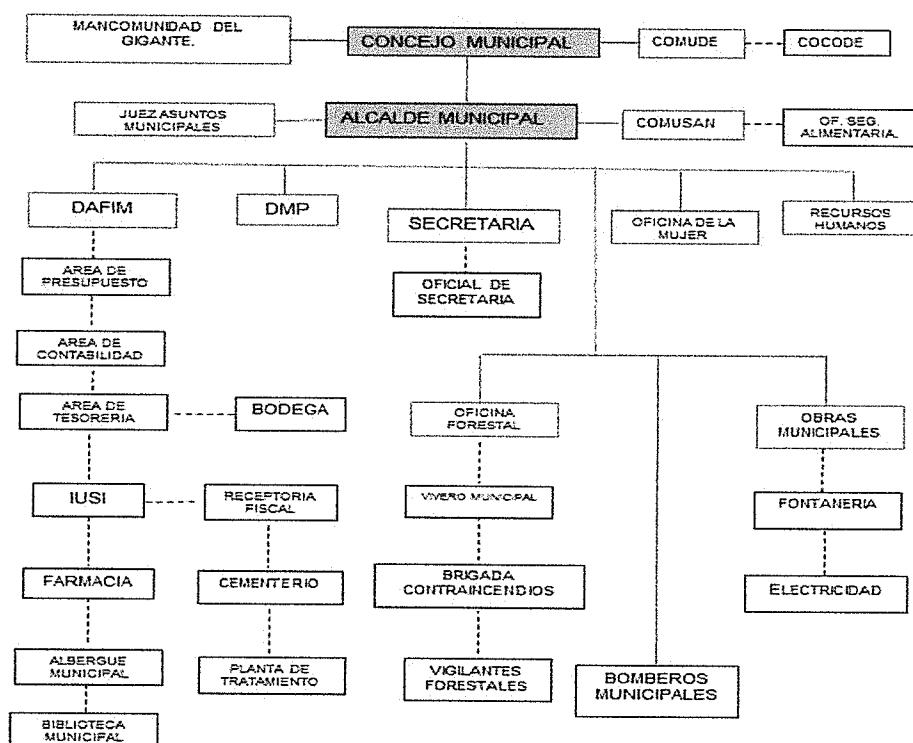 MANCOMUNIDAD DEL
GIGANTE.
CONCEJO MUNICIPAL
COMUDE
COCODE
JUEZ ASUNTOS
MUNICIPALES
ALCALDE MUNICIPAL
COMUSAN
OF. SEG.
ALIMENTARIA.
DAFIM
DMP
SECRETARIA
OFICINA DE LA
MUJER
RECURSOS
HUMANOS
AREA DE
PRESUPUESTO
OFICIAL DE
SECRETARIA
AREA DE
CONTABILIDAD
AREA DE
TESORERIA
BODEGA
OFICINA
FORESTAL
OBRAS
MUNICIPALES
IUSI
RECEPTORIA
FISCAL
VIVERO MUNICIPAL
FONTANERIA
FARMACIA
CEMENTERIO
BRIGADA
CONTRAINCENDIOS
ELECTRICIDAD
ALBERGUE
MUNICIPAL
PLANTA DE
TRATAMIENTO
VIGILANTES
FORESTALES
BOMBEROS
MUNICIPALES
BIBLIOTECA
MUNICIPAL